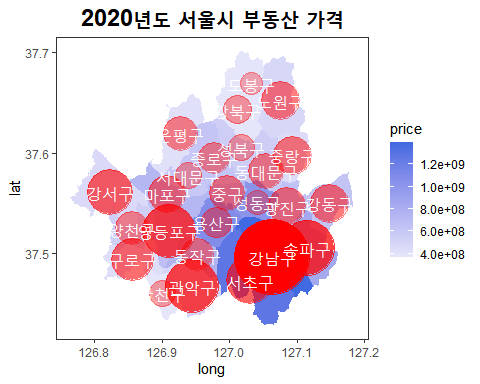 2020년도 서울시 부동산 가격
37.7
37.6
37.5
lat
126.8
126.9
127.0
127.1
127.2
long
price
1.2e+09
1.0e+09
8.0e+08
6.0e+08
4.0e+08
도봉구
노원구
강북구
은평구
성북구
중랑구
종로구
동대문구
서대문구
강서구
마포구
중구
성동구
광진구
강동구
양천구
영등포구
용산구
구로구
동작구
강남구
송파구
금천구
관악구
서초구